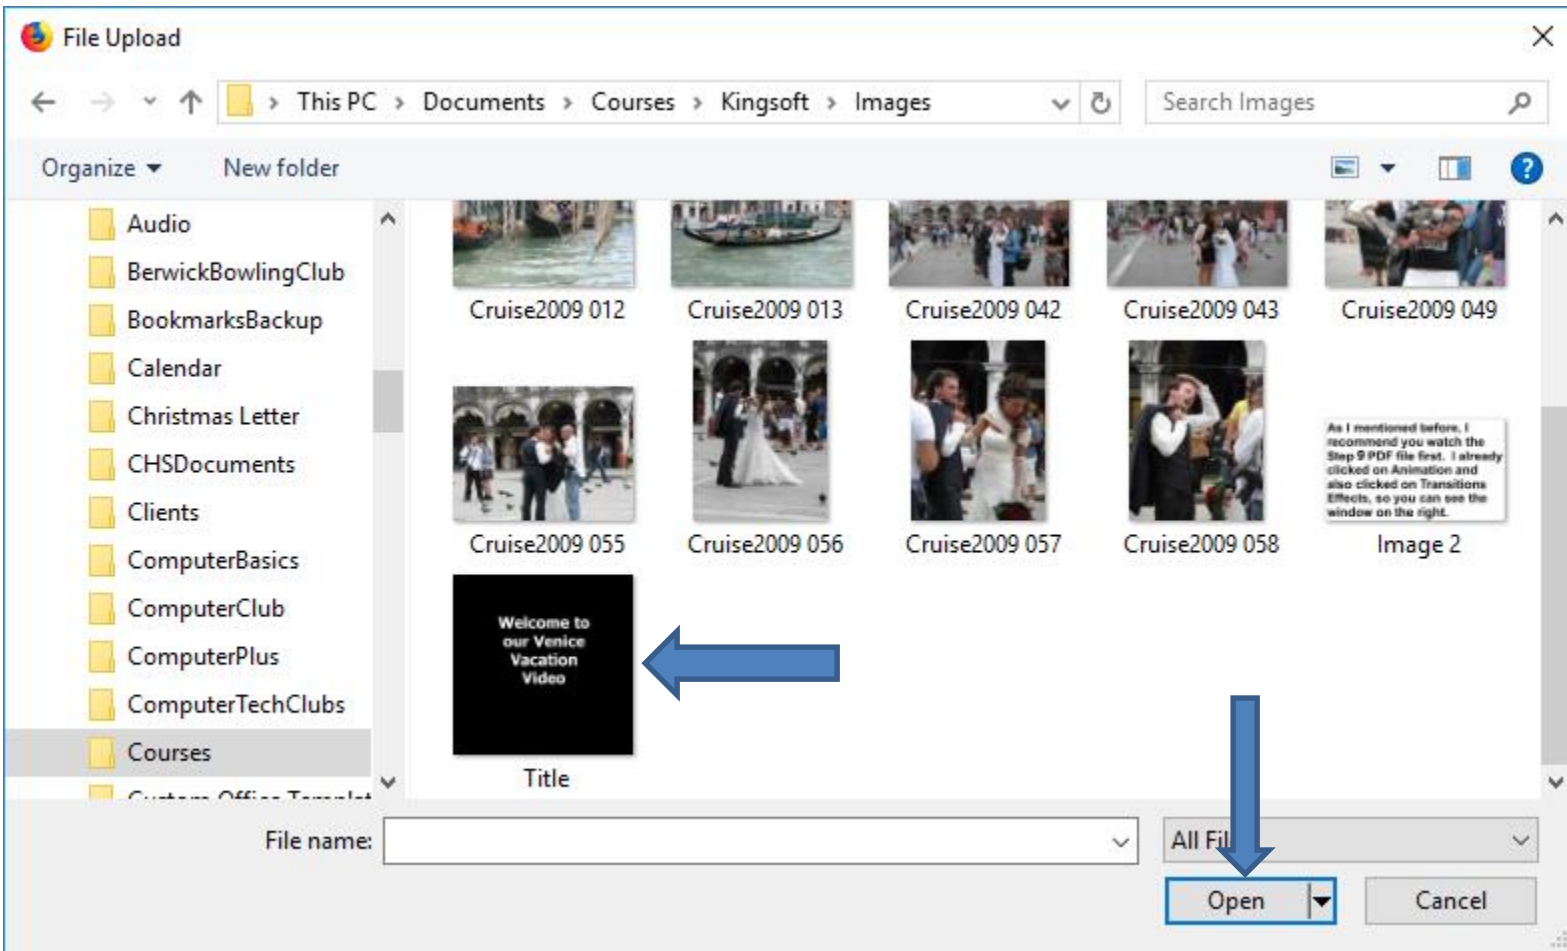 File Upload
This PC > Documents > Courses > Kingsoft > Images
Search Images
Organize
New folder
Audio
BerwickBowlingClub
BookmarksBackup
Calendar
Christmas Letter
CHSDocuments
Clients
ComputerBasics
ComputerClub
ComputerPlus
ComputerTechClubs
Courses
Custom Office Templat
Cruise2009 012
Cruise2009 013
Cruise2009 042
Cruise2009 043
Cruise2009 049
Cruise2009 055
Cruise2009 056
Cruise2009 057
Cruise2009 058
As I mentioned before, I
recommend you watch the
Step 9 PDF file first. I already
clicked on Animation and
also clicked on Transitions
Effects, so you can see the
window on the right.
Image 2
Welcome to
our Venice
Vacation
Video
Title
File name:
All Fil
Open
Cancel